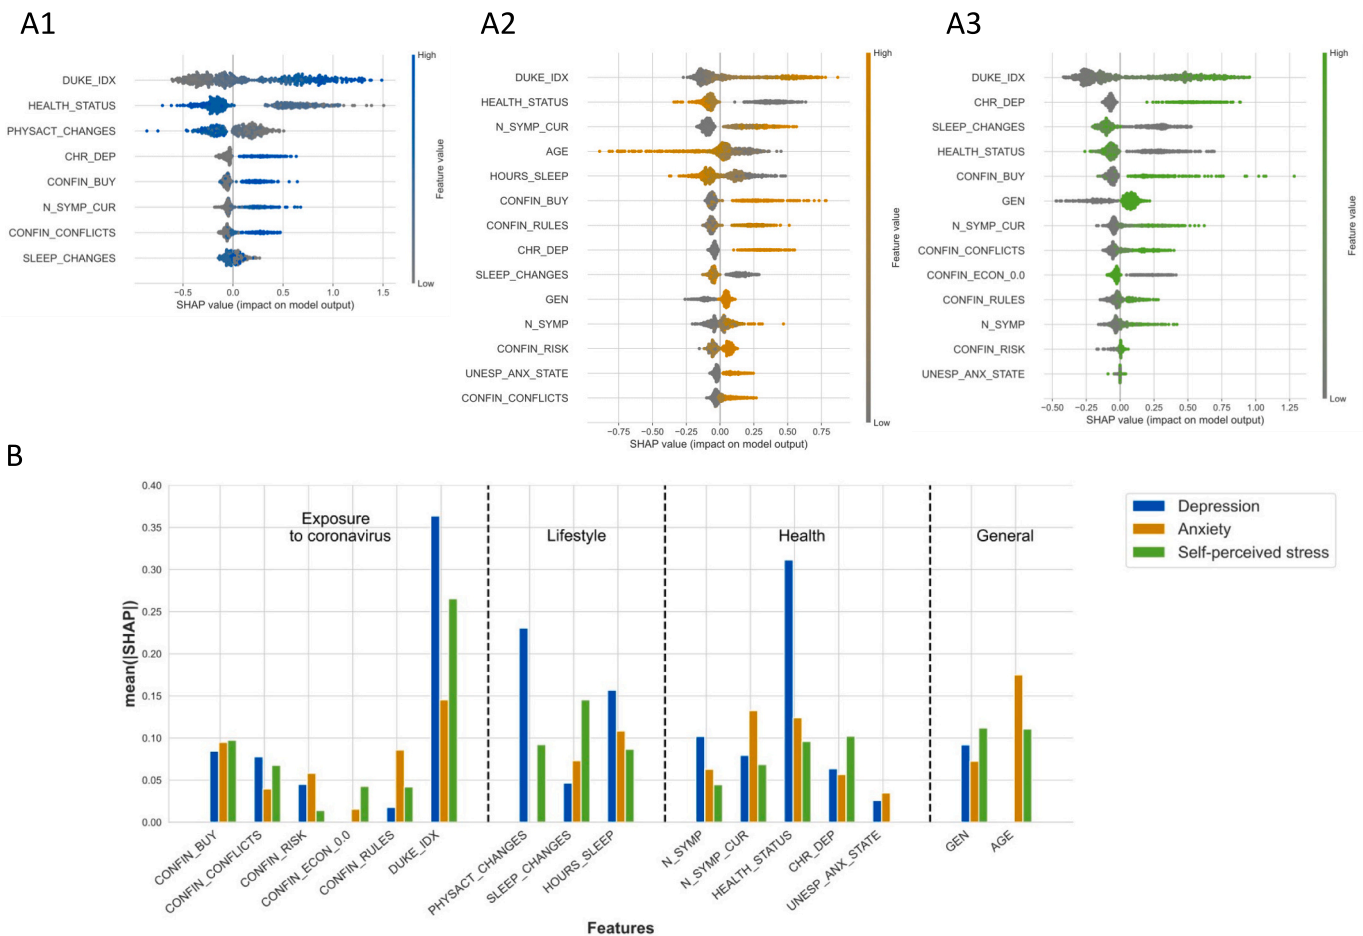 A1
High
DUKE_IDX
HEALTH_STATUS
PHYSACT_CHANGES
CHR_DEP
CONFIN_BUY
N_SYMP_CUR
CONFIN_CONFLICTS
SLEEP_CHANGES
Feature value
Low
−0.5 0.0 0.5 1.0 1.5
SHAP value (impact on model output)
A2
High
DUKE_IDX
HEALTH_STATUS
N_SYMP_CUR
AGE
HOURS_SLEEP
CONFIN_BUY
CONFIN_RULES
CHR_DEP
SLEEP_CHANGES
GEN
N_SYMP
CONFIN_RISK
UNESP_ANX_STATE
CONFIN_CONFLICTS
Feature value
Low
−0.75 −0.50 −0.25 0.00 0.25 0.50 0.75
SHAP value (impact on model output)
A3
High
DUKE_IDX
CHR_DEP
SLEEP_CHANGES
HEALTH_STATUS
CONFIN_BUY
GEN
N_SYMP_CUR
CONFIN_CONFLICTS
CONFIN_ECON_0.0
CONFIN_RULES
N_SYMP
CONFIN_RISK
UNESP_ANX_STATE
Feature value
Low
−0.50 −0.25 0.00 0.25 0.50 0.75 1.00 1.25
SHAP value (impact on model output)
B
mean(|SHAP|)
0.40
0.35
0.30
0.25
0.20
0.15
0.10
0.05
0.00
Exposure
to coronavirus
Lifestyle
Health
General
Depression
Anxiety
Self-perceived stress
CONFIN_BUY
CONFIN_CONFLICTS
CONFIN_RISK
CONFIN_ECON_0.0
CONFIN_RULES
DUKE_IDX
PHYSACT_CHANGES
SLEEP_CHANGES
HOURS_SLEEP
N_SYMP
N_SYMP_CUR
HEALTH_STATUS
CHR_DEP
UNESP_ANX_STATE
GEN
AGE
Features